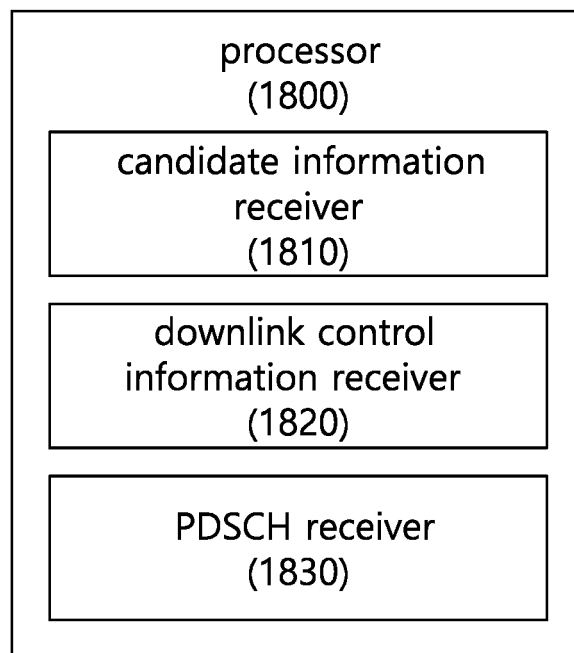 processor
(1800)
candidate information
receiver
(1810)
downlink control
information receiver
(1820)
PDSCH receiver
(1830)